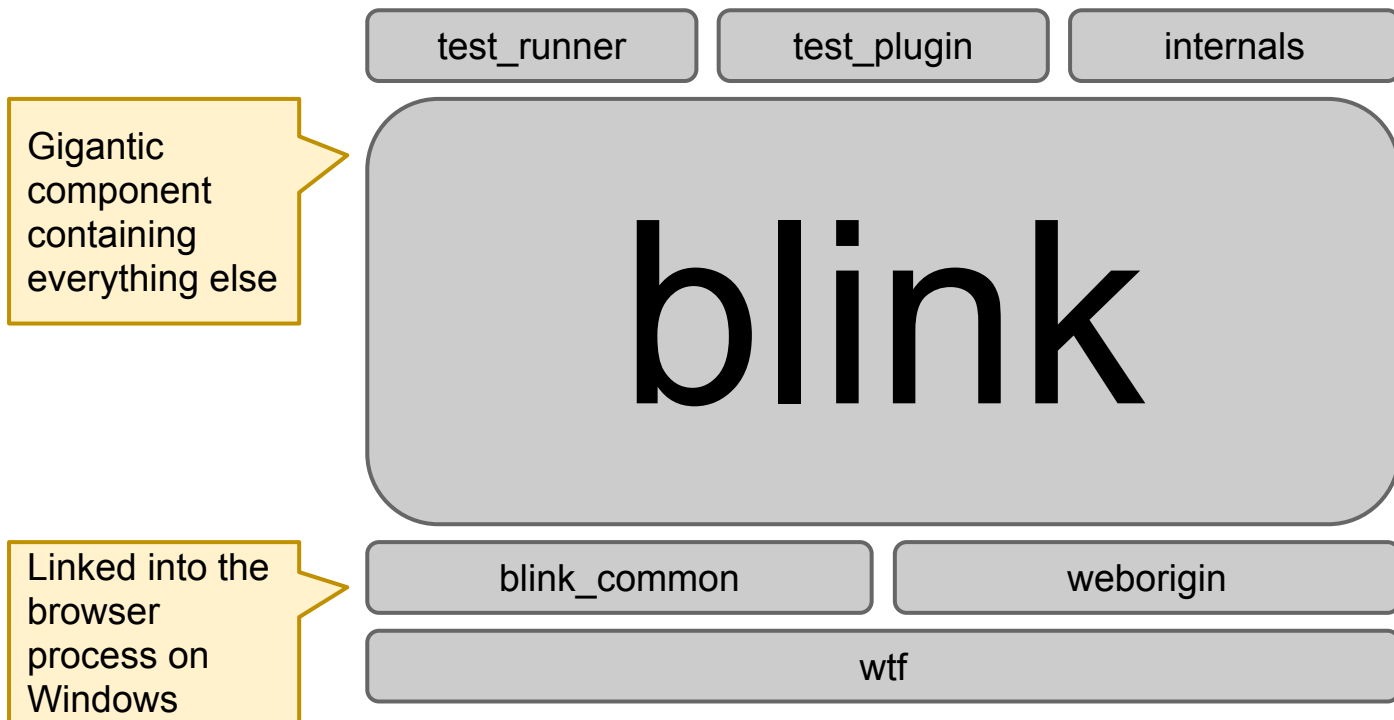 test_runner
test_plugin
internals
Gigantic
component
containing
everything else
blink
Linked into the
browser
process on
Windows
blink_common
weborigin
wtf